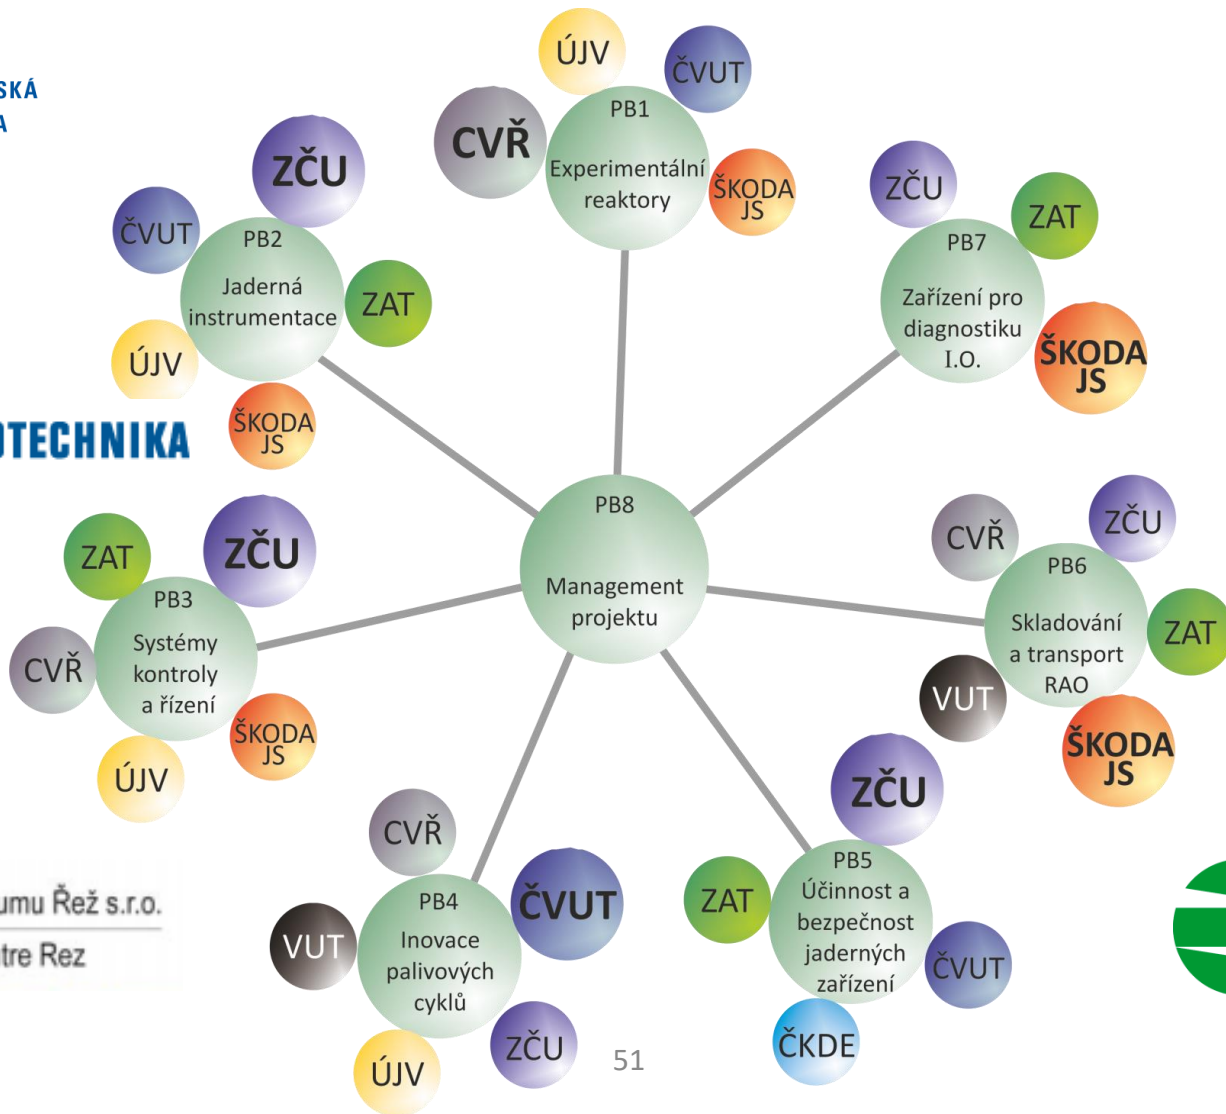 SKÁ
A
ÚJV
ČVUT
CVŘ
PB1
Experimentální
reaktory
ŠKODA
JS
ZČU
ČVUT
PB2
Jaderná
instrumentace
ZAT
ÚJV
ŠKODA
JS
ZČU
ZAT
PB7
Zařízení pro
diagnostiku
I.O.
ŠKODA
JS
OTECHNIKA
PB8
Management
projektu
ZAT
ZČU
PB3
Systémy
kontroly
a řízení
CVŘ
ŠKODA
JS
ÚJV
CVŘ
ZČU
PB6
Skladování
a transport
RAO
ZAT
VUT
ŠKODA
JS
CVŘ
PB4
Inovace
palivových
cyklů
ČVUT
VUT
ZČU
ÚJV
ZČU
PB5
Účinnost a
bezpečnost
jaderných
zařízení
ZAT
ČVUT
ČKDE
umu Řež s.r.o.
tre Rez
51